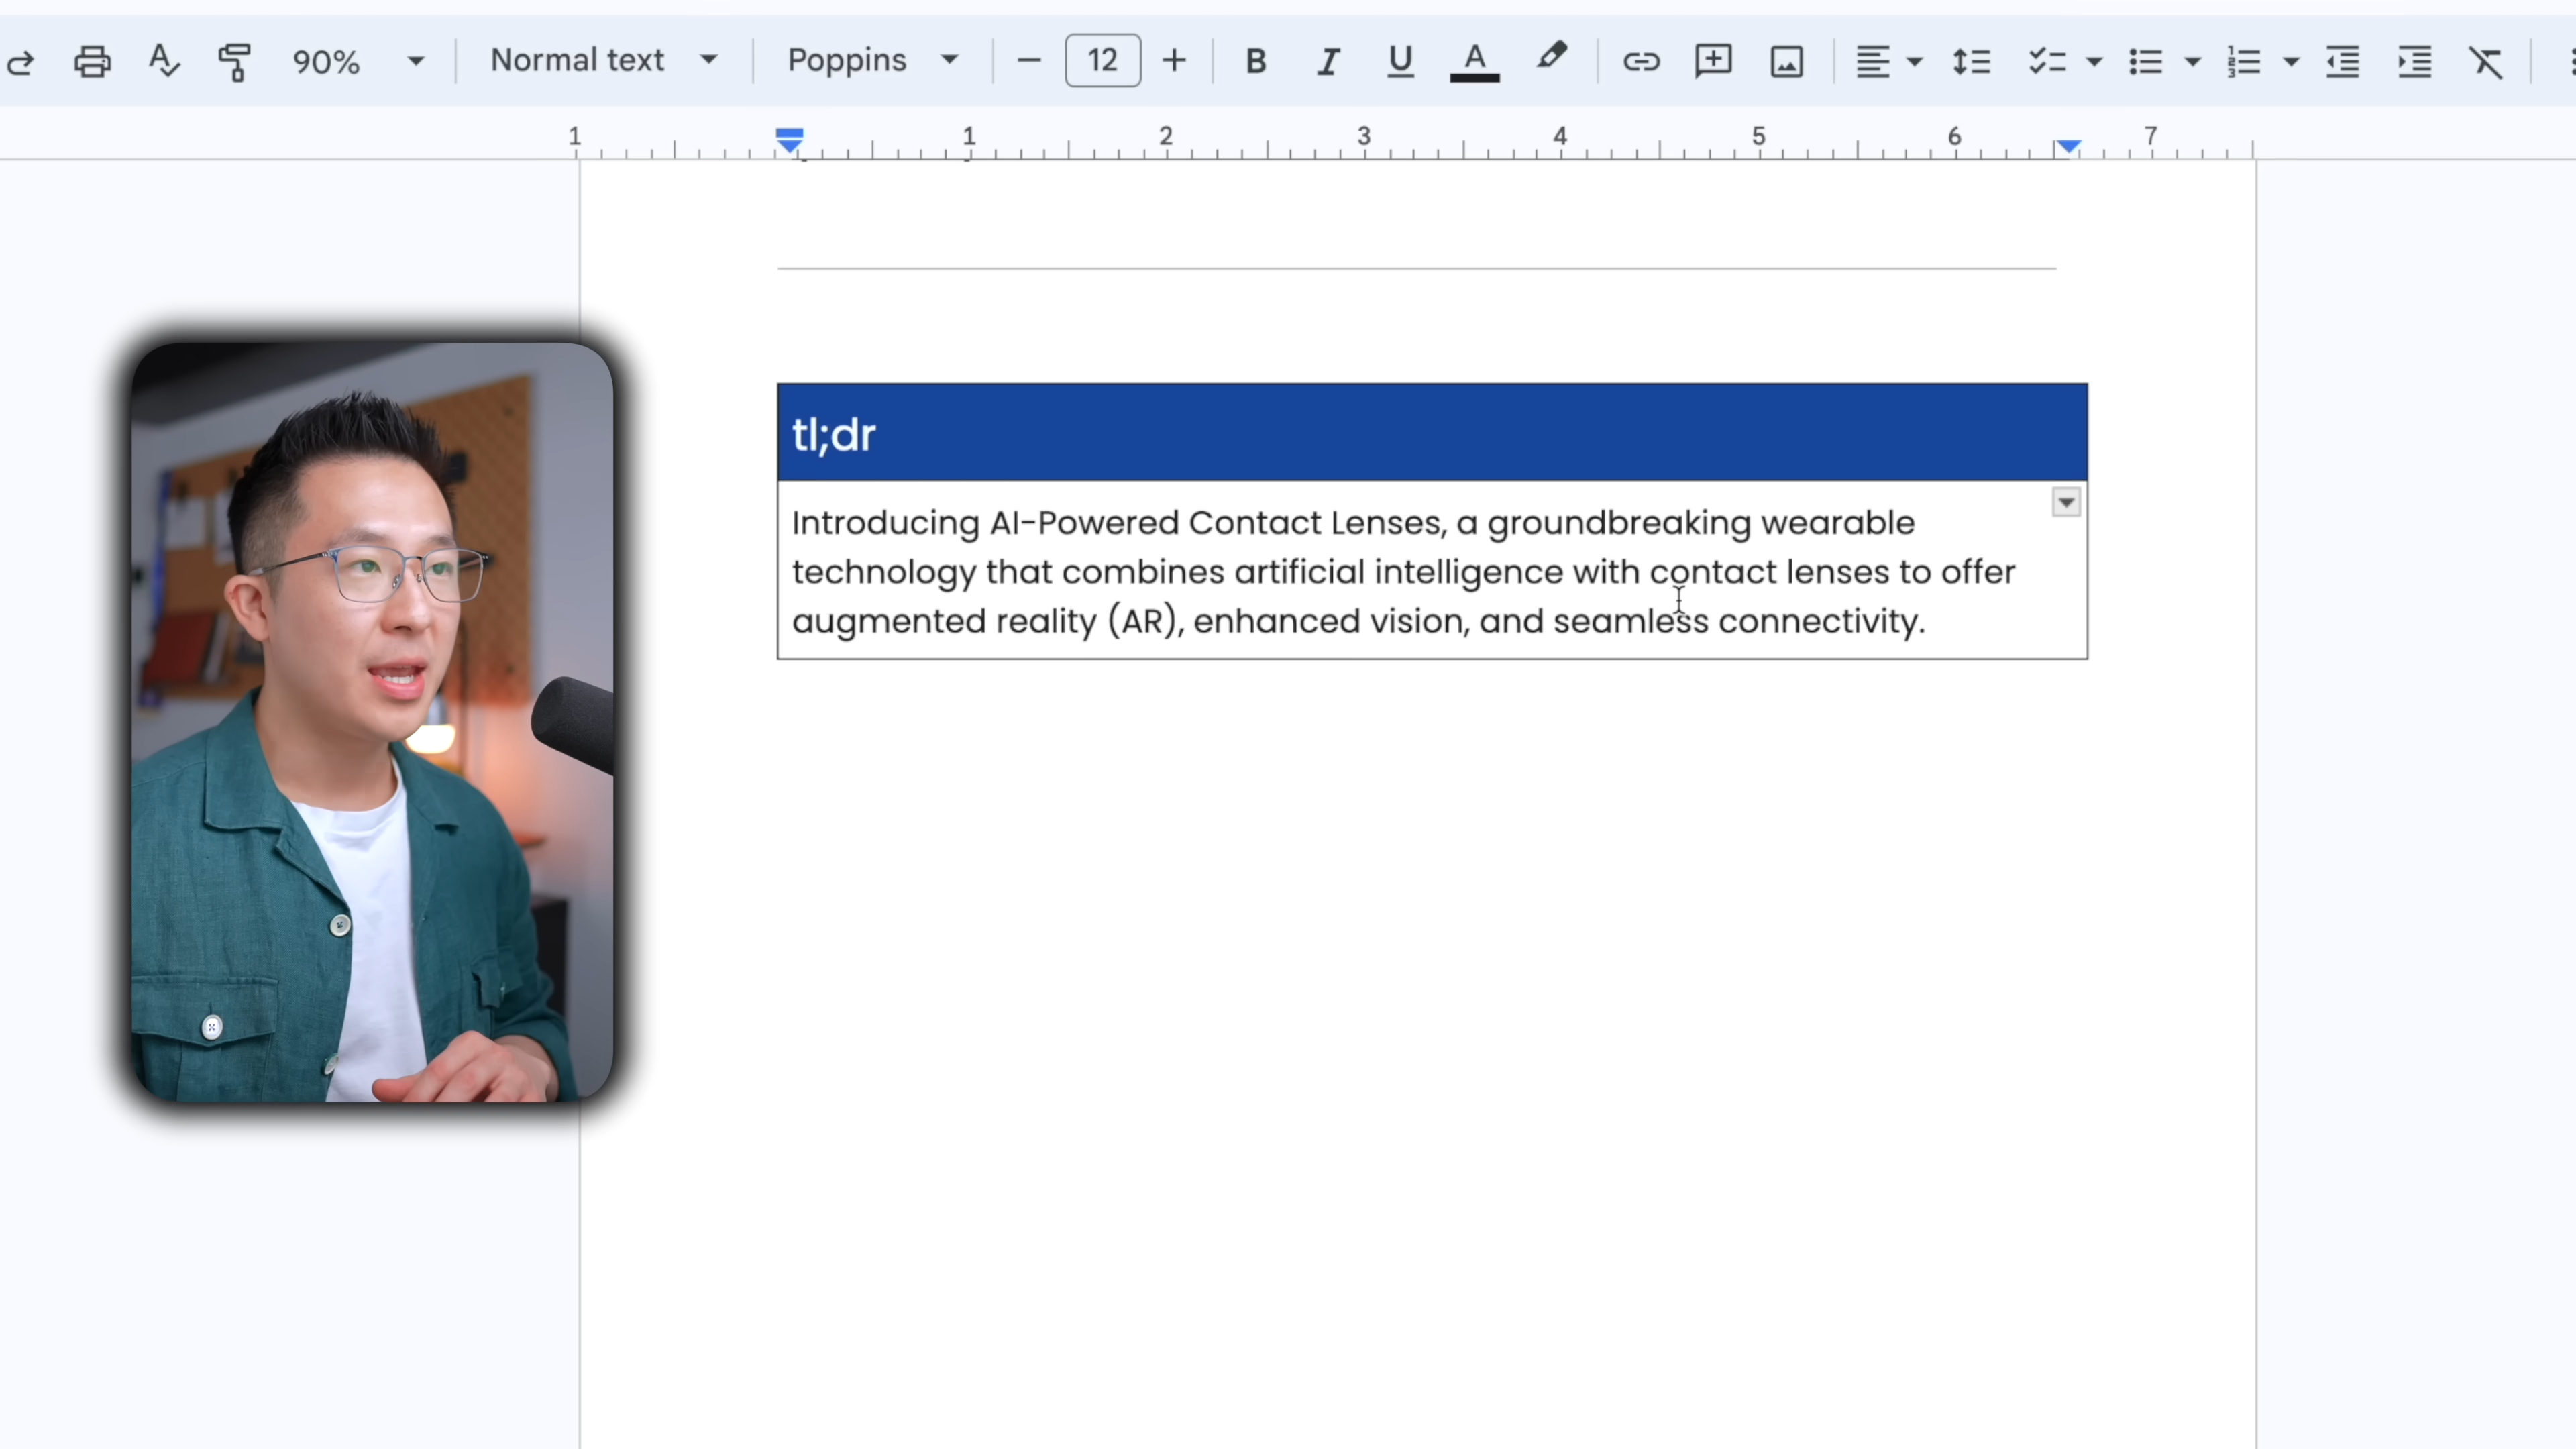 90% Normal text Poppins 12 B I U A
1 1 2 3 4 5 6 7
tl;dr
Introducing AI-Powered Contact Lenses, a groundbreaking wearable
technology that combines artificial intelligence with contact lenses to offer
augmented reality (AR), enhanced vision, and seamless connectivity.